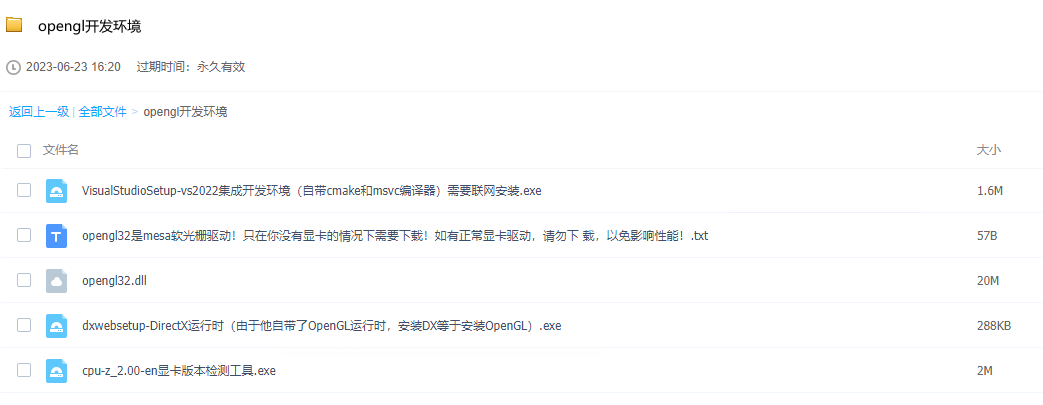 opengl开发环境
2023-06-23 16:20 过期时间：永久有效
返回上一级 | 全部文件 > opengl开发环境
文件名 大小
VisualStudioSetup-vs2022集成开发环境（自带cmake和msvc编译器）需要联网安装.exe 1.6M
opengl32是mesa软光栅驱动！只在你没有显卡的情况下需要下载！如有正常显卡驱动，请勿下 载，以免影响性能！.txt 57B
opengl32.dll 20M
dxwebsetup-DirectX运行时（由于他自带了OpenGL运行时，安装DX等于安装OpenGL）.exe 288KB
cpu-z_2.00-en显卡版本检测工具.exe 2M